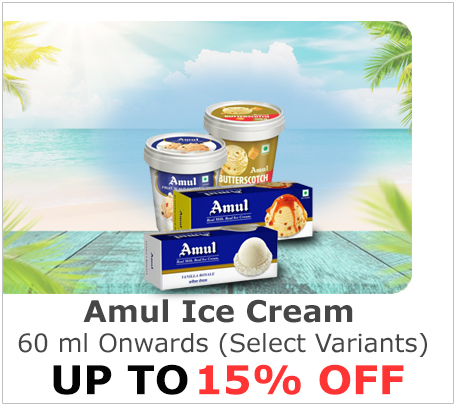 Amul
BUTTERSCOTCH
Amul
Amul
Real Milk. Real Ice Cream.
Amul
Real Milk. Real Ice Cream.
VANILLA ROYALE
Amul Ice Cream
60 ml Onwards (Select Variants)
UP TO 15% OFF